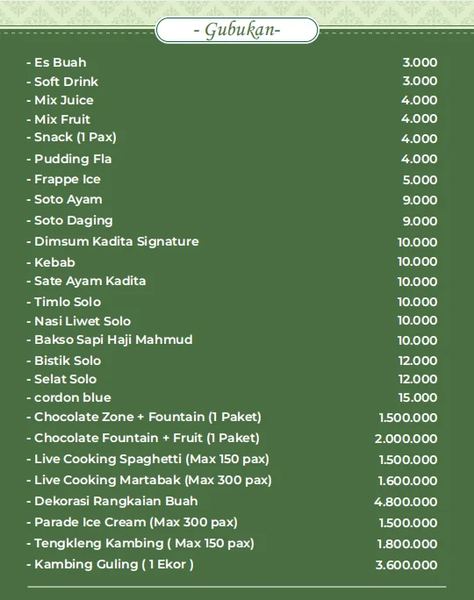 - Gubukan-
- Es Buah 3.000
- Soft Drink 3.000
- Mix Juice 4.000
- Mix Fruit 4.000
- Snack (1 Pax) 4.000
- Pudding Fla 4.000
- Frappe Ice 5.000
- Soto Ayam 9.000
- Soto Daging 9.000
- Dimsum Kadita Signature 10.000
- Kebab 10.000
- Sate Ayam Kadita 10.000
- Timlo Solo 10.000
- Nasi Liwet Solo 10.000
- Bakso Sapi Haji Mahmud 10.000
- Bistik Solo 12.000
- Selat Solo 12.000
- cordon blue 15.000
- Chocolate Zone + Fountain (1 Paket) 1.500.000
- Chocolate Fountain + Fruit (1 Paket) 2.000.000
- Live Cooking Spaghetti (Max 150 pax) 1.500.000
- Live Cooking Martabak (Max 300 pax) 1.600.000
- Dekorasi Rangkaian Buah 4.800.000
- Parade Ice Cream (Max 300 pax) 1.500.000
- Tengkleng Kambing ( Max 150 pax) 1.800.000
- Kambing Guling ( 1 Ekor ) 3.600.000